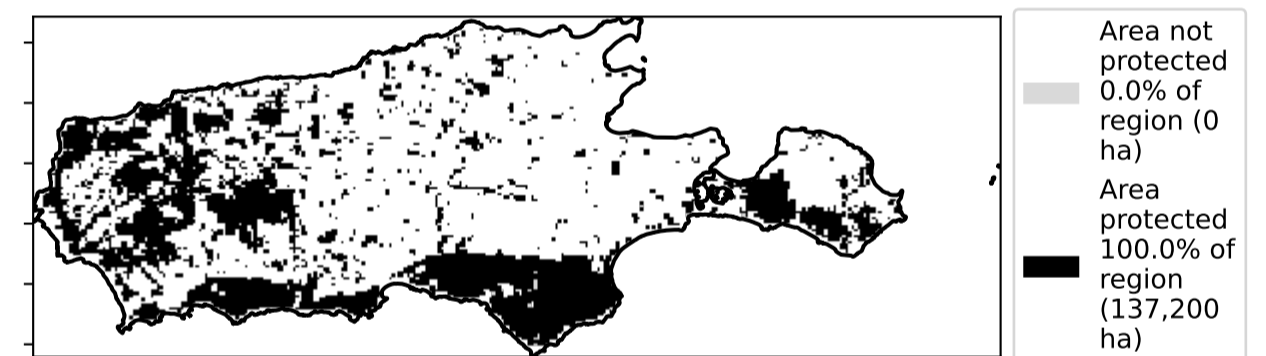 Area not
protected
0.0% of
region (0
ha)
Area
protected
100.0% of
region
(137,200
ha)